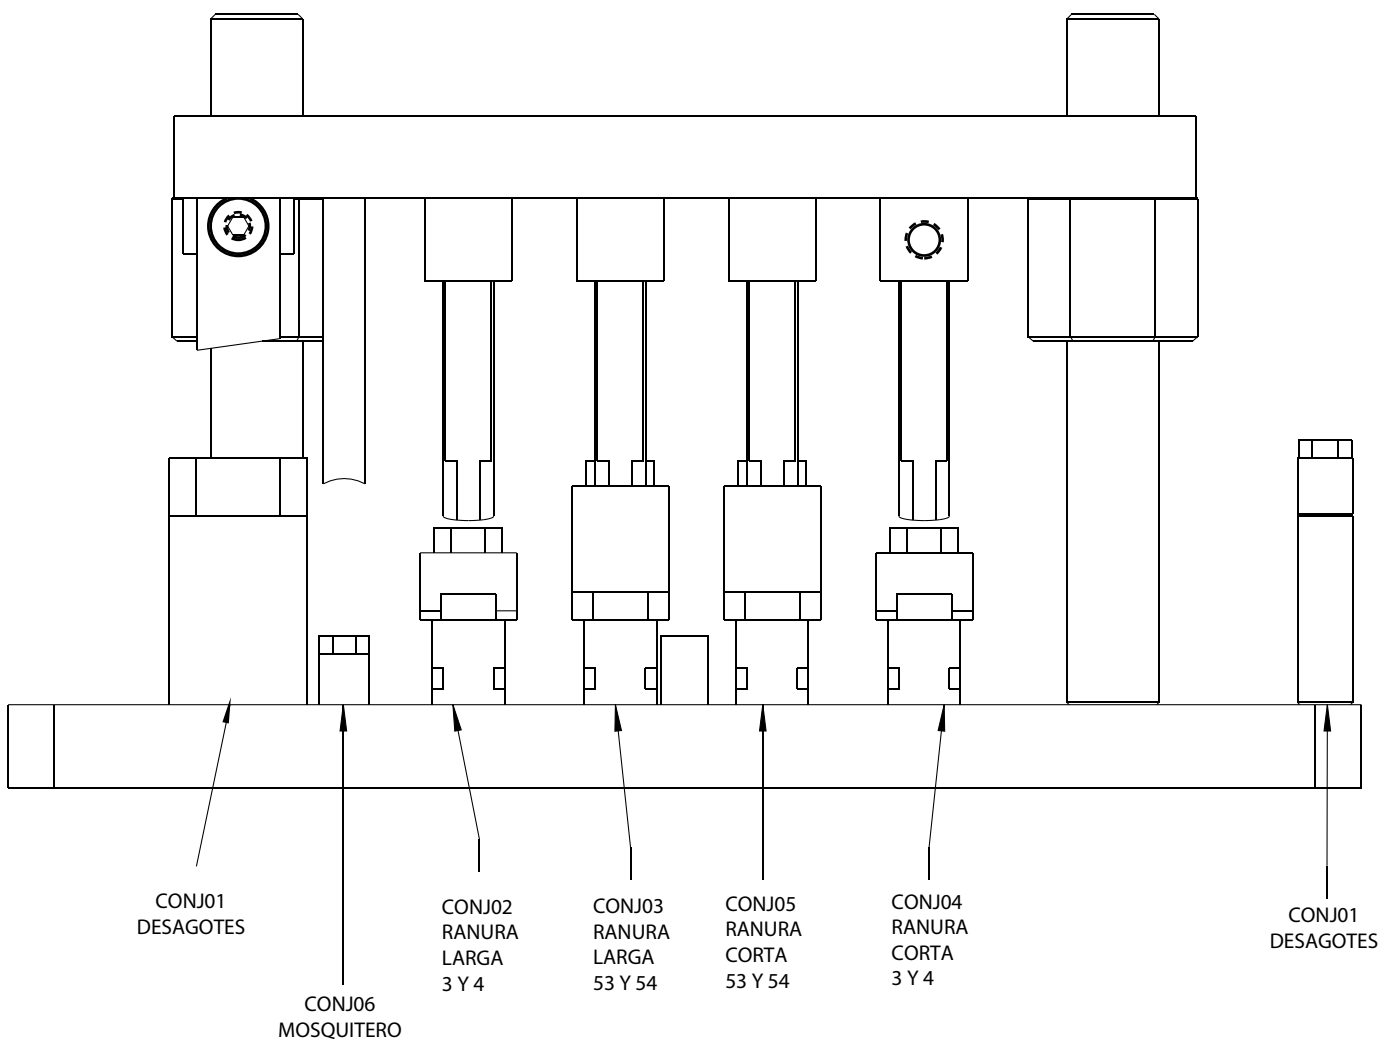 CONJ01
DESAGOTES
CONJ06
MOSQUITERO
CONJ02
RANURA
LARGA
3 Y 4
CONJ03
RANURA
LARGA
53 Y 54
CONJ05
RANURA
CORTA
53 Y 54
CONJ04
RANURA
CORTA
3 Y 4
CONJ01
DESAGOTES